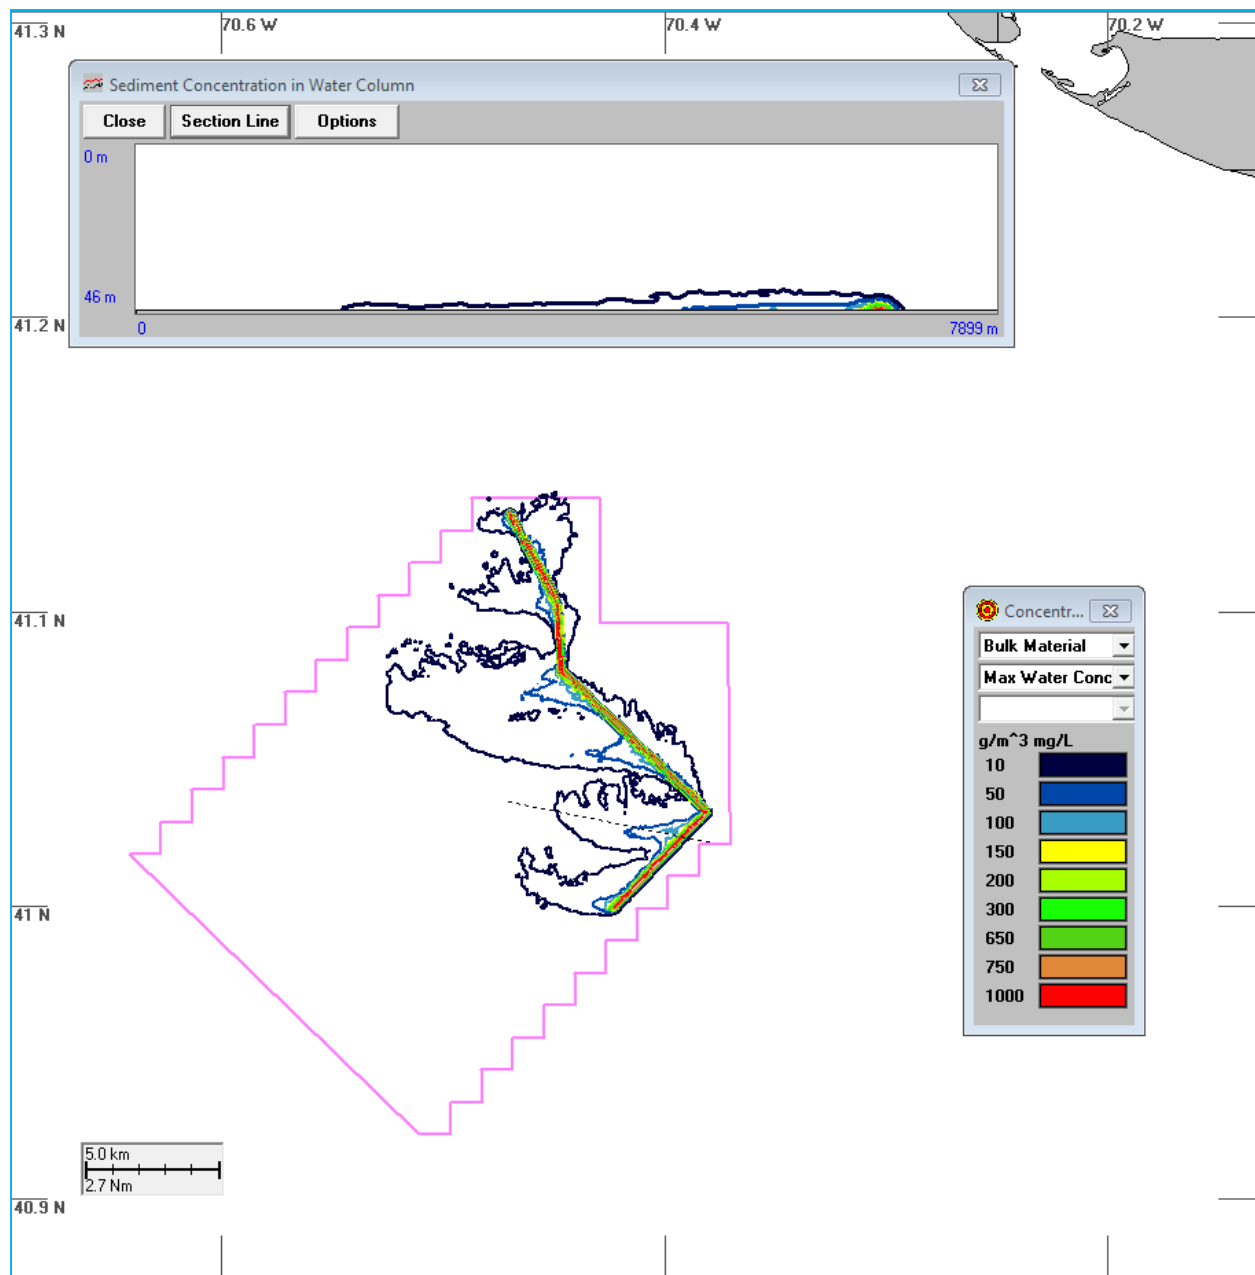 41.3 N
70.6 W
70.4 W
70.2 W
Sediment Concentration in Water Column
Close
Section Line
Options
0 m
46 m
0
7899 m
41.2 N
41.1 N
Concentr...
Bulk Material
Max Water Conc
g/m^3 mg/L
10
50
100
150
200
300
650
750
1000
41 N
5.0 km
2.7 Nm
40.9 N